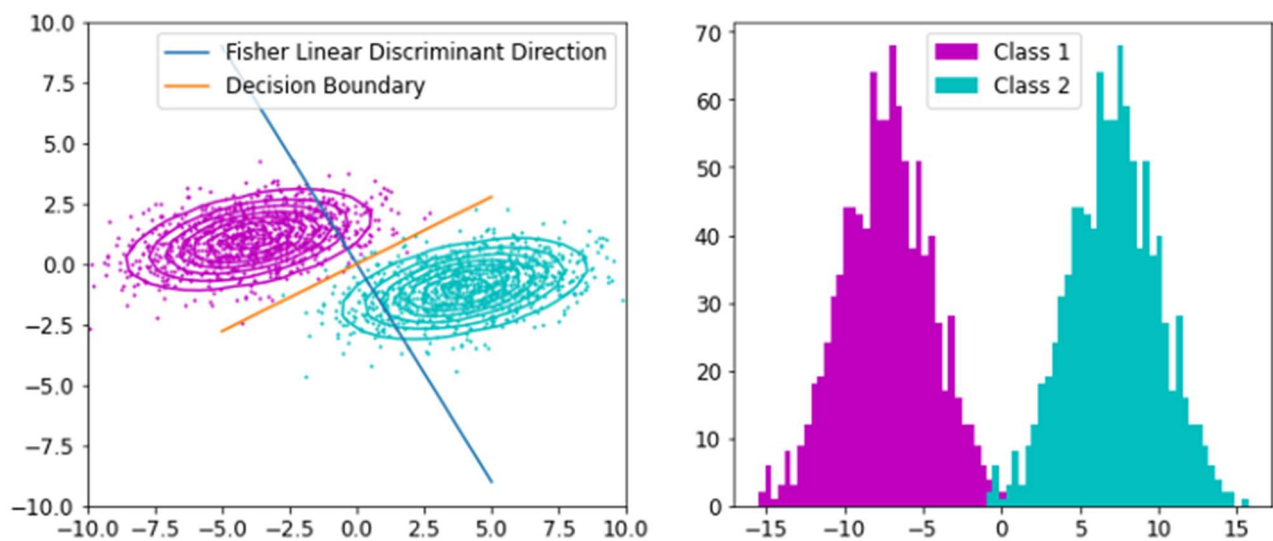 Fisher Linear Discriminant Direction
Decision Boundary
10.0
7.5
5.0
2.5
0.0
−2.5
−5.0
−7.5
−10.0
−10.0 −7.5 −5.0 −2.5 0.0 2.5 5.0 7.5 10.0
Class 1
Class 2
70
60
50
40
30
20
10
0
−15 −10 −5 0 5 10 15